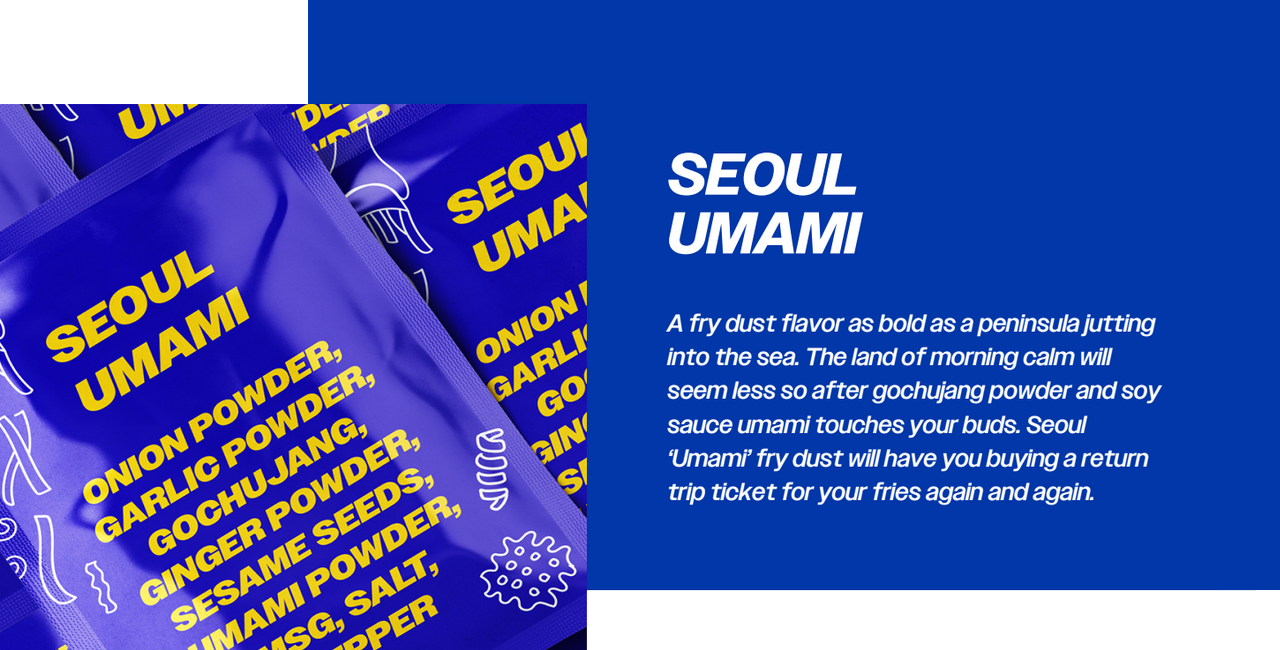 SEOUL
UMAMI
ONION POWDER,
GARLIC POWDER,
GOCHUJANG,
GINGER POWDER,
SESAME SEEDS,
UMAMI POWDER,
MSG, SALT,
SEOUL
ONION
SEOUL
UMAMI
A fry dust flavor as bold as a peninsula jutting
into the sea. The land of morning calm will
seem less so after gochujang powder and soy
sauce umami touches your buds. Seoul
‘Umami’ fry dust will have you buying a return
trip ticket for your fries again and again.